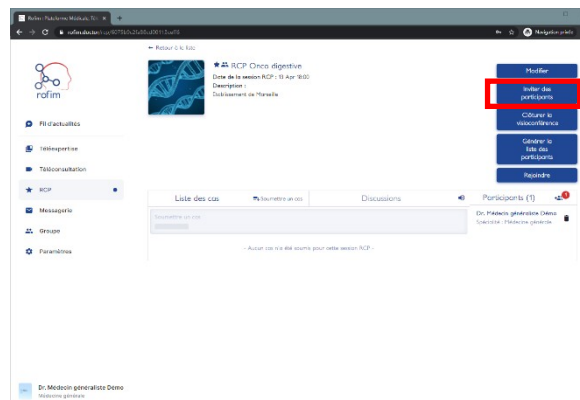 Rofim - Plateforme Médicale, Télé
Navigation privée
← Retour à la liste
rofim
RCP Onco digestive
Date de la session RCP : 13 Apr 18:00
Description :
Etablissement de Marseille
Modifier
Inviter des
participants
Clôturer la
visioconférence
Générer la
liste des
participants
Rejoindre
Fil d'actualités
Téléexpertise
Téléconsultation
RCP
Messagerie
Groupe
Paramètres
Liste des cas
Soumettre un cas
Discussions
Participants (1)
Soumettre un cas
Dr. Médecin généraliste Démo
Spécialité : Médecine générale
- Aucun cas n'a été soumis pour cette session RCP -
Dr. Médecin généraliste Démo
Médecine générale